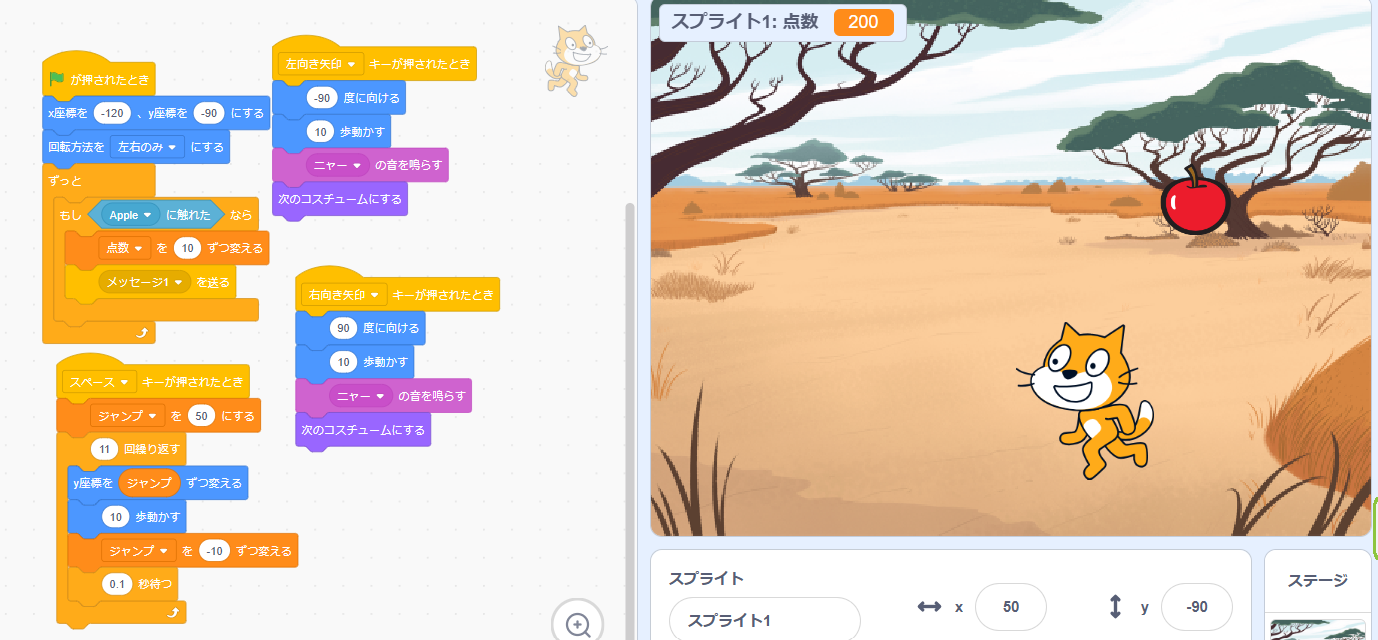 が押されたとき
x座標を -120 、y座標を -90 にする
回転方法を 左右のみ にする
ずっと
もし Apple に触れた なら
点数 を 10 ずつ変える
メッセージ1 を送る
スペース キーが押されたとき
ジャンプ を 50 にする
11 回繰り返す
y座標を ジャンプ ずつ変える
10 歩動かす
ジャンプ を -10 ずつ変える
0.1 秒待つ
左向き矢印 キーが押されたとき
-90 度に向ける
10 歩動かす
ニャー の音を鳴らす
次のコスチュームにする
右向き矢印 キーが押されたとき
90 度に向ける
10 歩動かす
ニャー の音を鳴らす
次のコスチュームにする
スプライト1: 点数 200
スプライト
スプライト1
x 50
y -90
ステージ